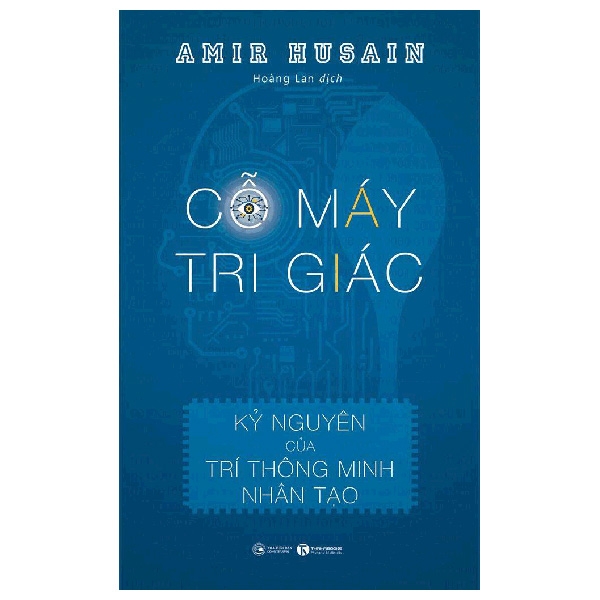 AMIR HUSAIN
Hoàng Lan dịch
CỖ MÁY
TRI GIÁC
KỶ NGUYÊN
CỦA
TRÍ THÔNG MINH
NHÂN TẠO